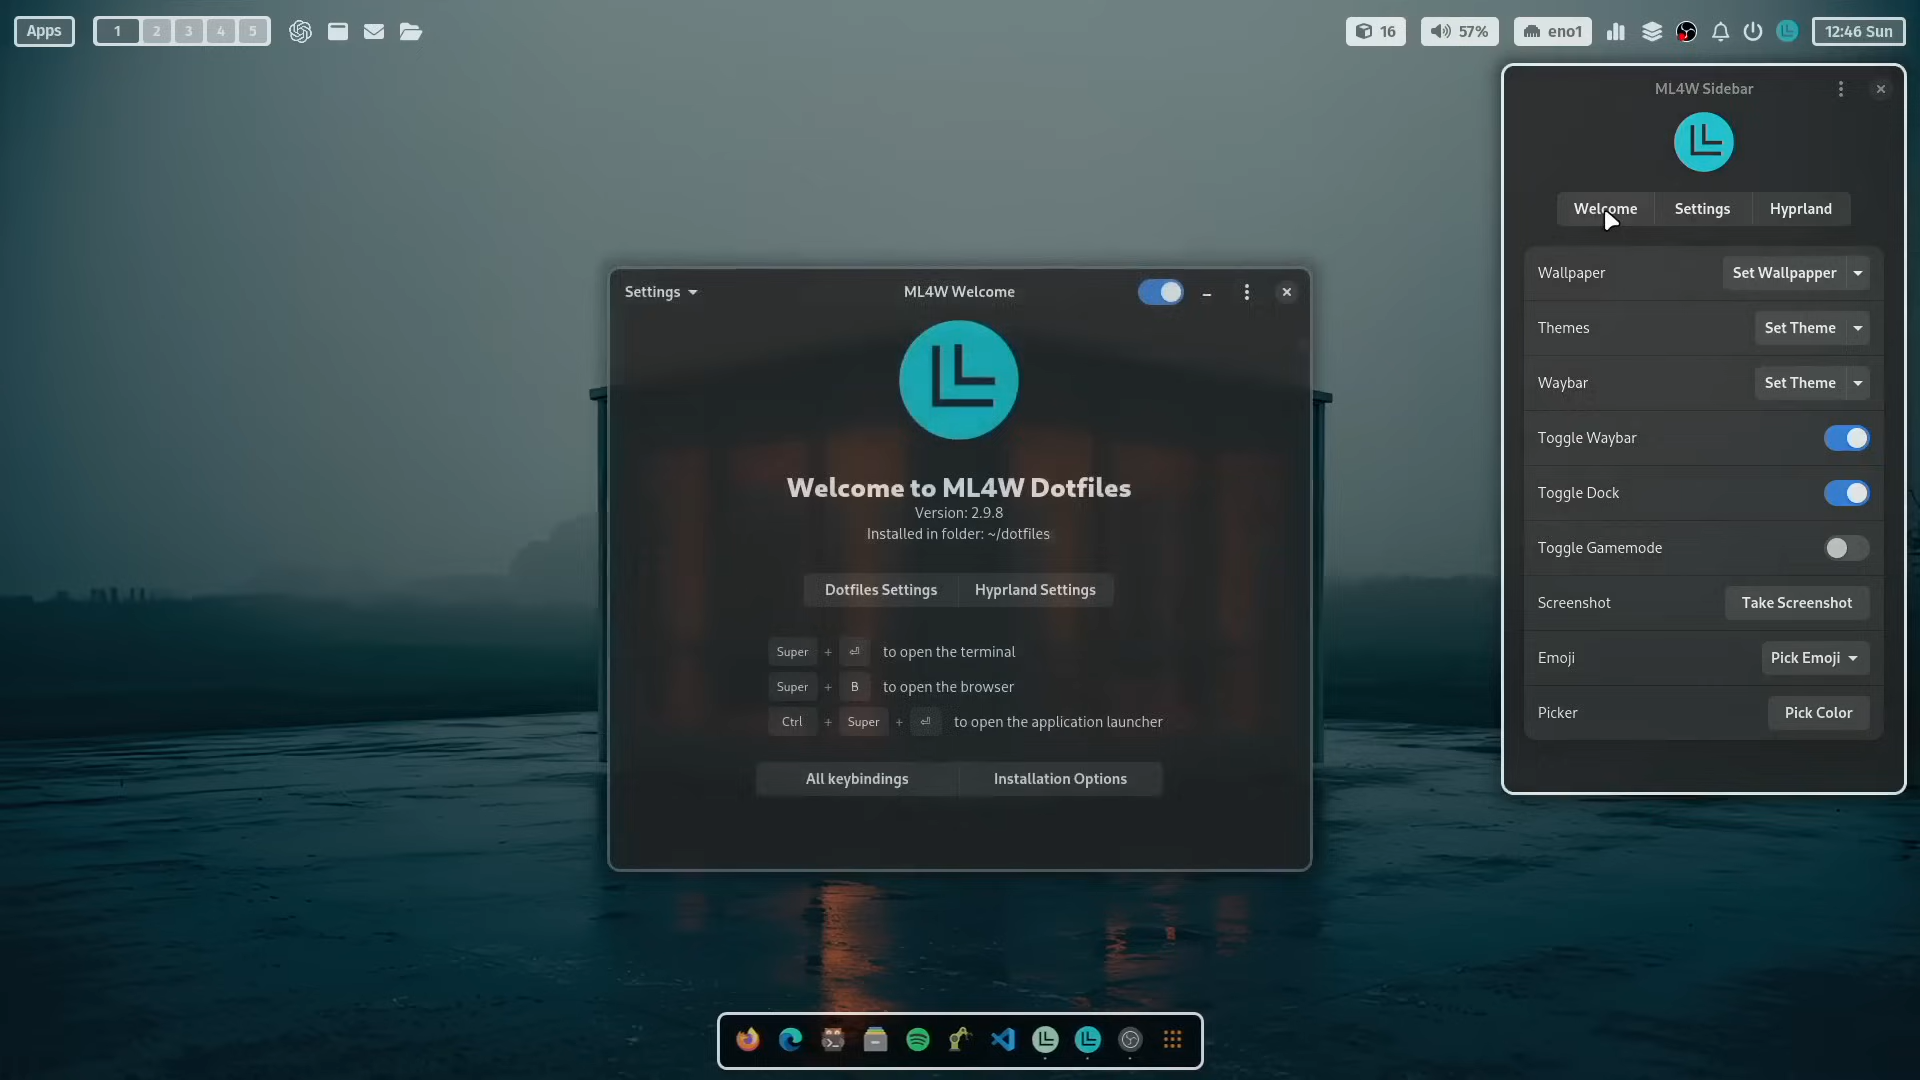 Apps
1 2 3 4 5
16
57%
eno1
12:46 Sun
ML4W Sidebar
Welcome
Settings
Hyprland
Wallpaper
Set Wallpapper
Themes
Set Theme
Waybar
Set Theme
Toggle Waybar
Toggle Dock
Toggle Gamemode
Screenshot
Take Screenshot
Emoji
Pick Emoji
Picker
Pick Color
Settings
ML4W Welcome
Welcome to ML4W Dotfiles
Version: 2.9.8
Installed in folder: ~/dotfiles
Dotfiles Settings
Hyprland Settings
Super + ⏎ to open the terminal
Super + B to open the browser
Ctrl + Super + ⏎ to open the application launcher
All keybindings
Installation Options